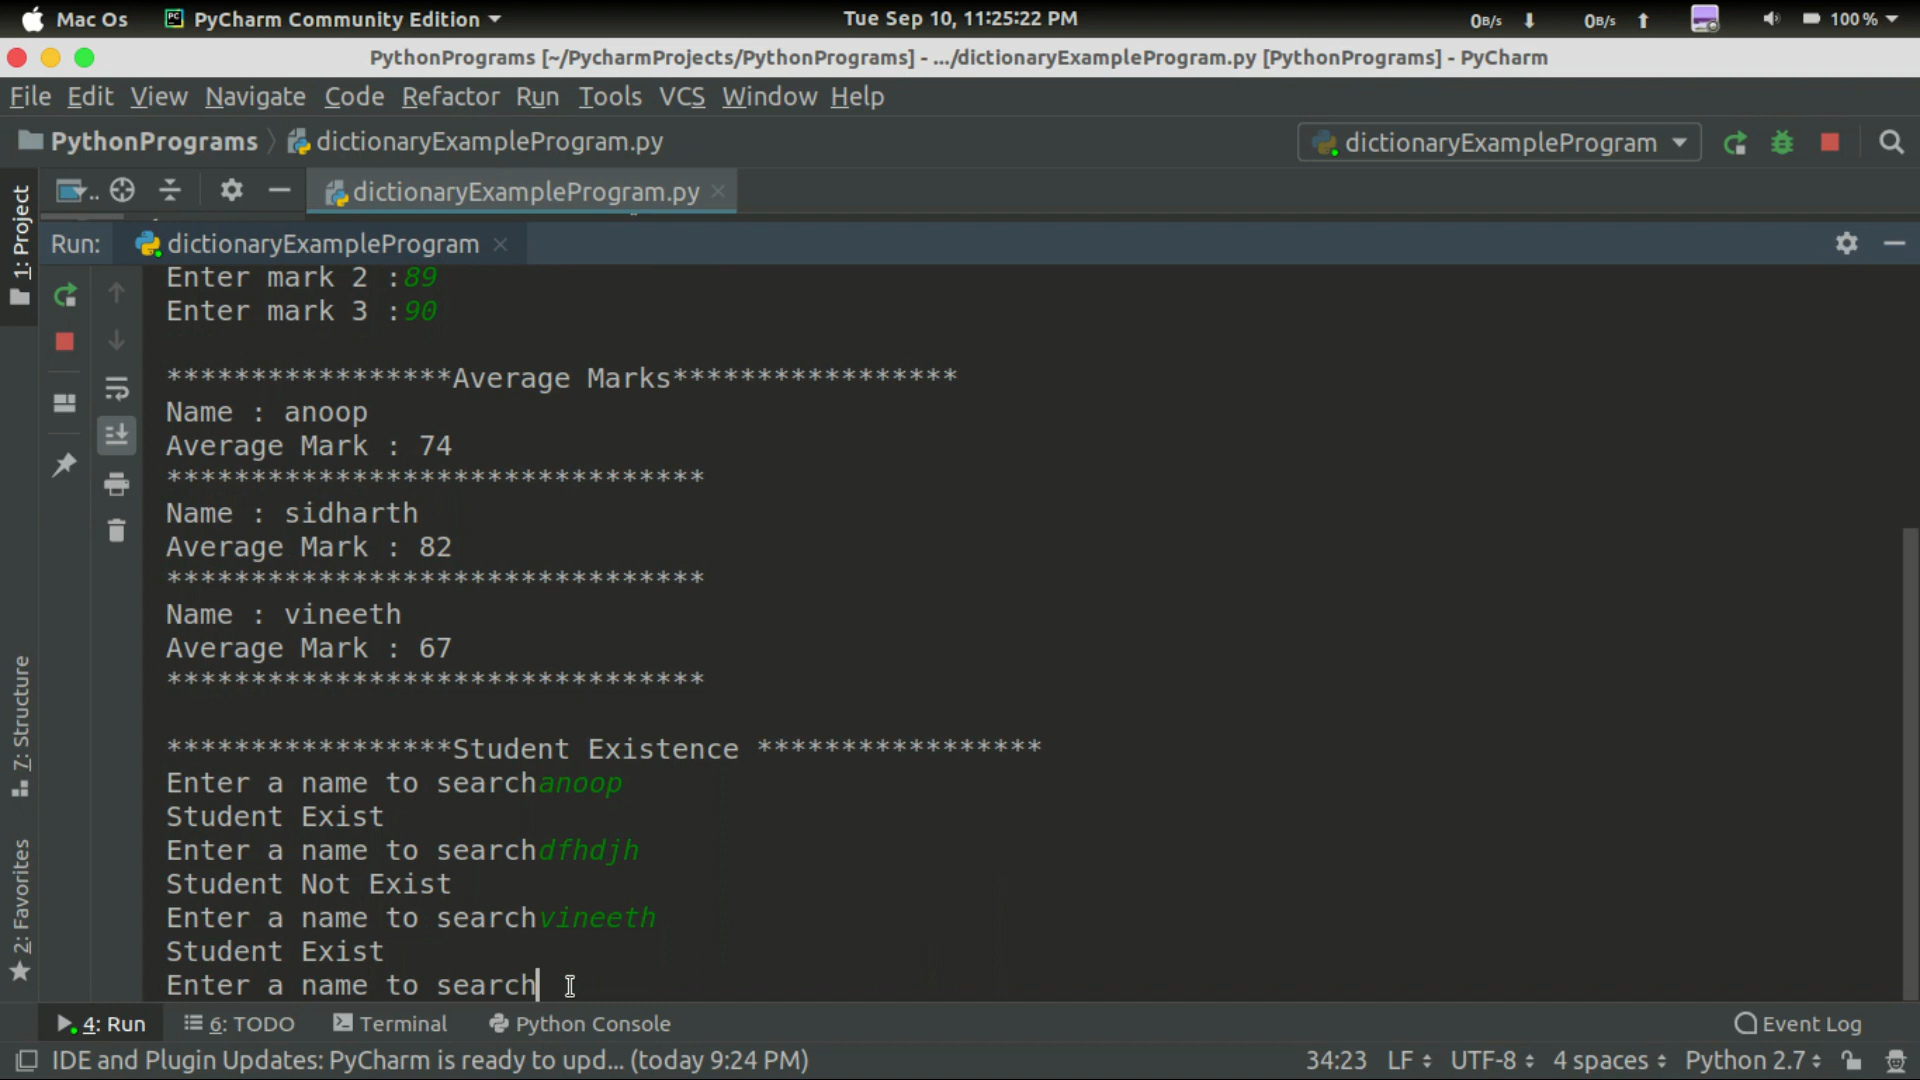 Mac Os PyCharm Community Edition Tue Sep 10, 11:25:22 PM 0B/s 0B/s 100 %
PythonPrograms [~/PycharmProjects/PythonPrograms] - .../dictionaryExampleProgram.py [PythonPrograms] - PyCharm
File Edit View Navigate Code Refactor Run Tools VCS Window Help
PythonPrograms dictionaryExampleProgram.py dictionaryExampleProgram
dictionaryExampleProgram.py
1: Project
Run: dictionaryExampleProgram
Enter mark 2 :89
Enter mark 3 :90
*****************Average Marks*****************
Name : anoop
Average Mark : 74
********************************
Name : sidharth
Average Mark : 82
********************************
Name : vineeth
Average Mark : 67
********************************
*****************Student Existence *****************
Enter a name to searchanoop
Student Exist
Enter a name to searchdfhdjh
Student Not Exist
Enter a name to searchvineeth
Student Exist
Enter a name to search
7: Structure
2: Favorites
4: Run 6: TODO Terminal Python Console Event Log
IDE and Plugin Updates: PyCharm is ready to upd... (today 9:24 PM) 34:23 LF UTF-8 4 spaces Python 2.7